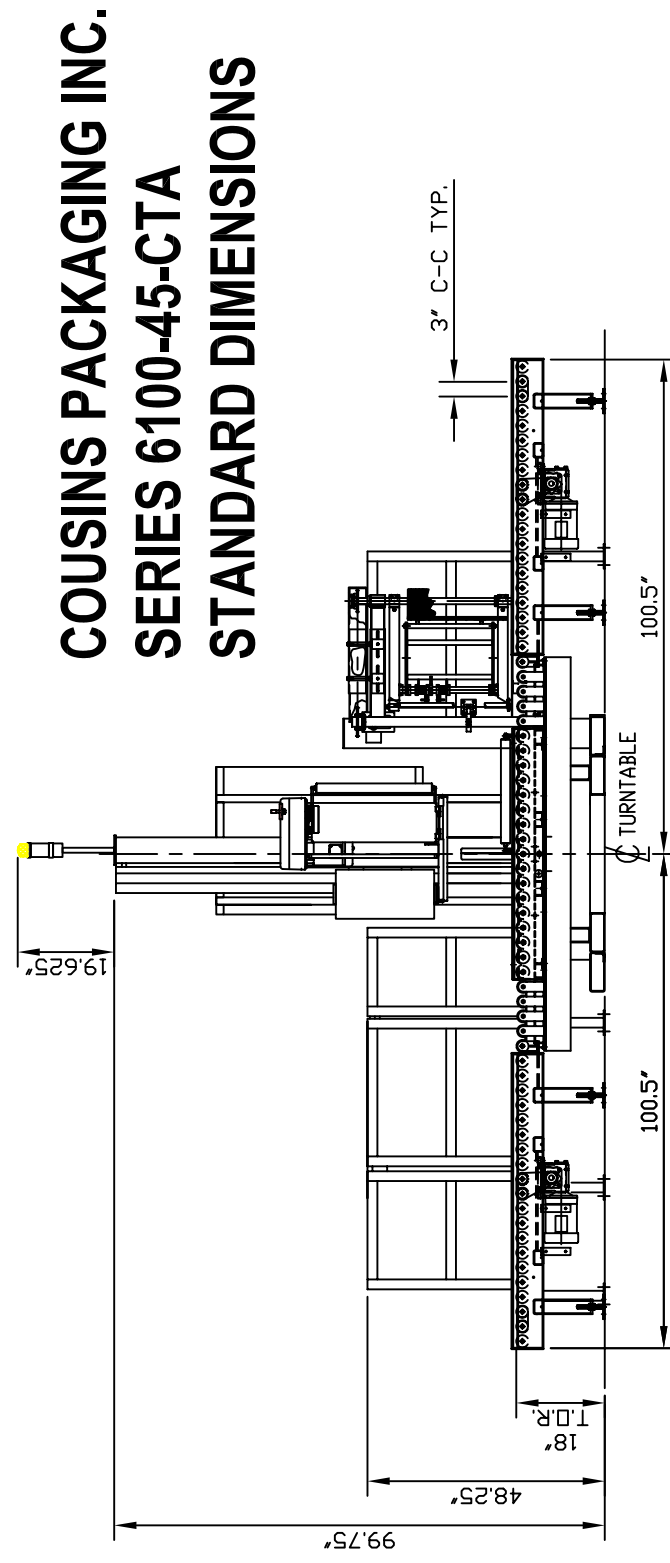 COUSINS PACKAGING INC.
SERIES 6100-45-CTA
STANDARD DIMENSIONS
3" C-C TYP.
19.625"
℄ TURNTABLE
100.5"
100.5"
18"
T.O.R.
48.25"
99.75"